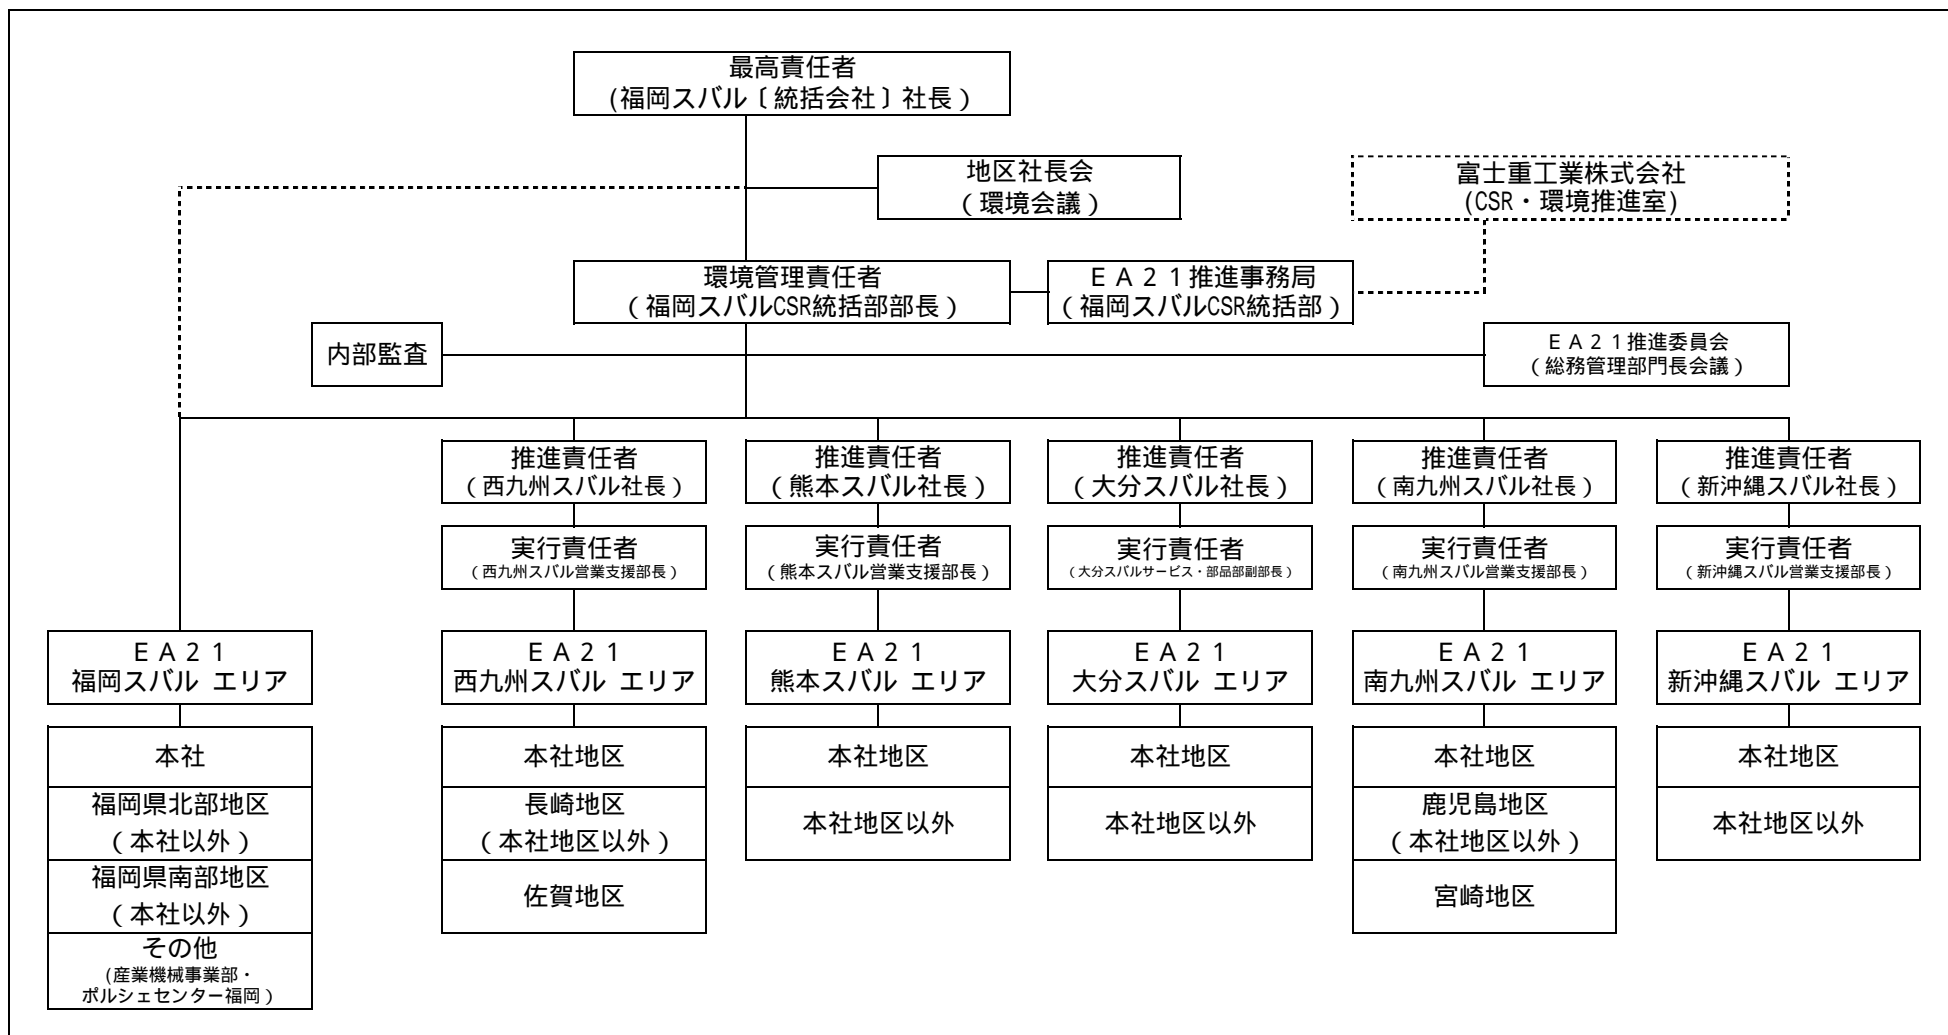 最高責任者
(福岡スバル〔統括会社〕社長)
地区社長会
(環境会議)
富士重工業株式会社
(CSR・環境推進室)
環境管理責任者
(福岡スバルCSR統括部部長)
ＥＡ２１推進事務局
(福岡スバルCSR統括部)
内部監査
ＥＡ２１推進委員会
(総務管理部門長会議)
推進責任者
(西九州スバル社長)
推進責任者
(熊本スバル社長)
推進責任者
(大分スバル社長)
推進責任者
(南九州スバル社長)
推進責任者
(新沖縄スバル社長)
実行責任者
(西九州スバル営業支援部長)
実行責任者
(熊本スバル営業支援部長)
実行責任者
(大分スバルサービス・部品部副部長)
実行責任者
(南九州スバル営業支援部長)
実行責任者
(新沖縄スバル営業支援部長)
ＥＡ２１
福岡スバル エリア
ＥＡ２１
西九州スバル エリア
ＥＡ２１
熊本スバル エリア
ＥＡ２１
大分スバル エリア
ＥＡ２１
南九州スバル エリア
ＥＡ２１
新沖縄スバル エリア
本社
福岡県北部地区
(本社以外)
福岡県南部地区
(本社以外)
その他
(産業機械事業部・
ポルシェセンター福岡)
本社地区
長崎地区
(本社地区以外)
佐賀地区
本社地区
本社地区以外
本社地区
本社地区以外
本社地区
鹿児島地区
(本社地区以外)
宮崎地区
本社地区
本社地区以外